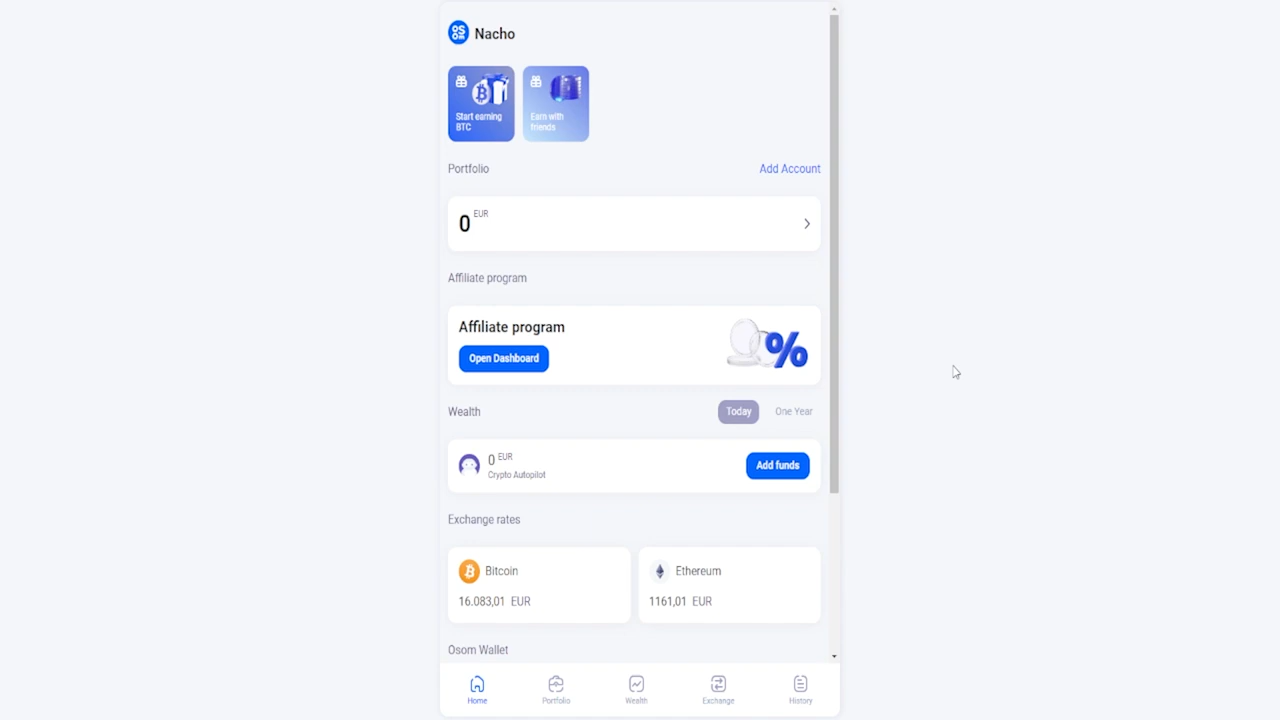 OS
OM
Nacho
Start earning
BTC
Earn with
friends
Portfolio
Add Account
0 EUR
Affiliate program
Affiliate program
Open Dashboard
%
Wealth
Today
One Year
0 EUR
Crypto Autopilot
Add funds
Exchange rates
Bitcoin
16.083,01 EUR
Ethereum
1161,01 EUR
Osom Wallet
Home
Portfolio
Wealth
Exchange
History